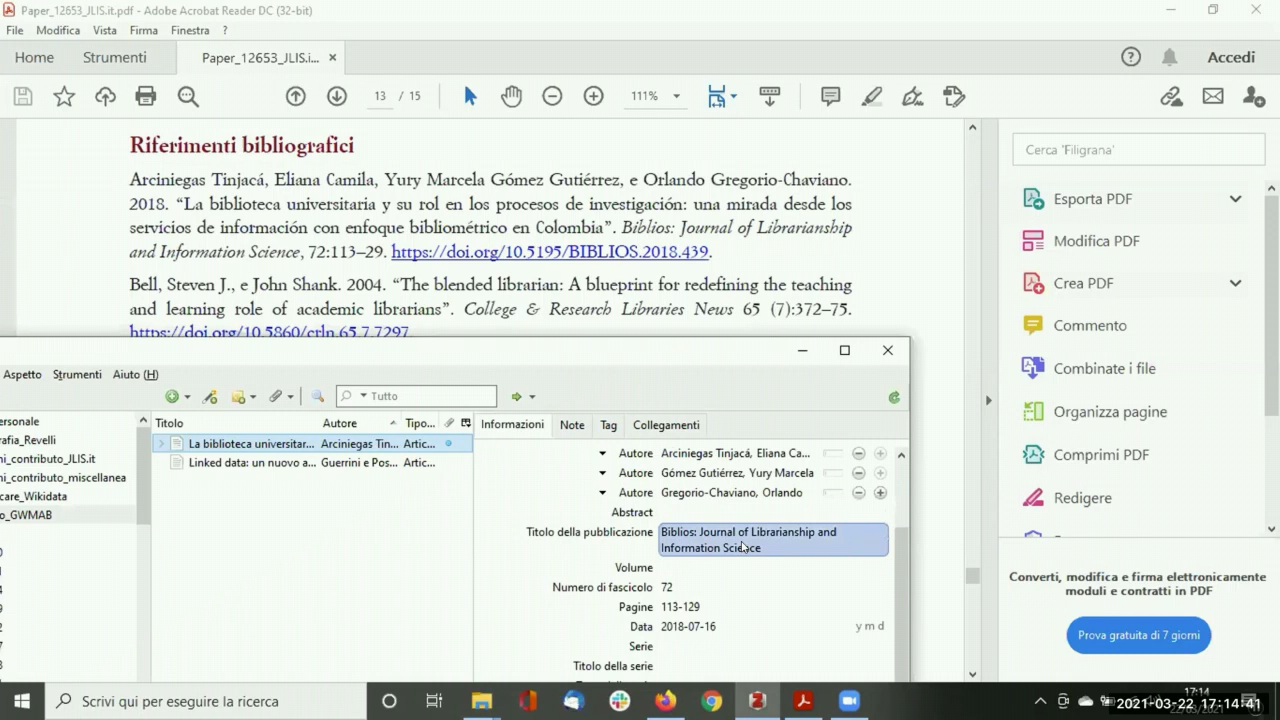 Paper_12653_JLIS.it.pdf - Adobe Acrobat Reader DC (32-bit)
File Modifica Vista Firma Finestra ?
Home Strumenti Paper_12653_JLIS.i... × Accedi
13 / 15 111%
Riferimenti bibliografici
Arciniegas Tinjacá, Eliana Camila, Yury Marcela Gómez Gutiérrez, e Orlando Gregorio-Chaviano.
2018. “La biblioteca universitaria y su rol en los procesos de investigación: una mirada desde los
servicios de información con enfoque bibliométrico en Colombia”. Biblios: Journal of Librarianship
and Information Science, 72:113–29. https://doi.org/10.5195/BIBLIOS.2018.439.
Bell, Steven J., e John Shank. 2004. “The blended librarian: A blueprint for redefining the teaching
and learning role of academic librarians”. College & Research Libraries News 65 (7):372–75.
https://doi.org/10.5860/crln.65.7.7297
Cerca 'Filigrana'
Esporta PDF
Modifica PDF
Crea PDF
Commento
Combinate i file
Organizza pagine
Comprimi PDF
Redigere
Converti, modifica e firma elettronicamente
moduli e contratti in PDF
Prova gratuita di 7 giorni
Aspetto Strumenti Aiuto (H)
Tutto
ersonale
rafia_Revelli
ni_contributo_JLIS.it
ni_contributo_miscellanea
care_Wikidata
o_GWMAB
Titolo Autore Tipo...
La biblioteca universitar... Arciniegas Tin... Artic...
Linked data: un nuovo a... Guerrini e Pos... Artic...
Informazioni Note Tag Collegamenti
Autore Arciniegas Tinjacá, Eliana Ca...
Autore Gómez Gutiérrez, Yury Marcela
Autore Gregorio-Chaviano, Orlando
Abstract
Titolo della pubblicazione Biblios: Journal of Librarianship and
Information Science
Volume
Numero di fascicolo 72
Pagine 113-129
Data 2018-07-16 y m d
Serie
Titolo della serie
Scrivi qui per eseguire la ricerca
17:14
2021-03-22 17:14:41